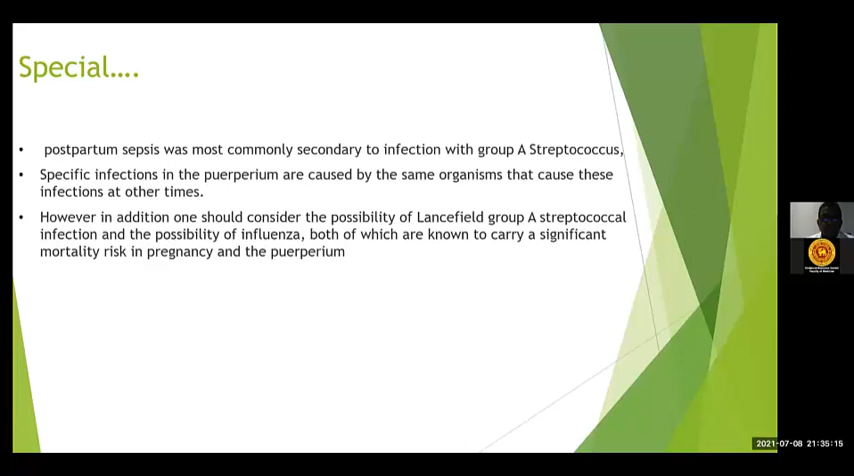 Special....
• postpartum sepsis was most commonly secondary to infection with group A Streptococcus,
• Specific infections in the puerperium are caused by the same organisms that cause these
infections at other times.
• However in addition one should consider the possibility of Lancefield group A streptococcal
infection and the possibility of influenza, both of which are known to carry a significant
mortality risk in pregnancy and the puerperium
2021-07-08 21:35:15